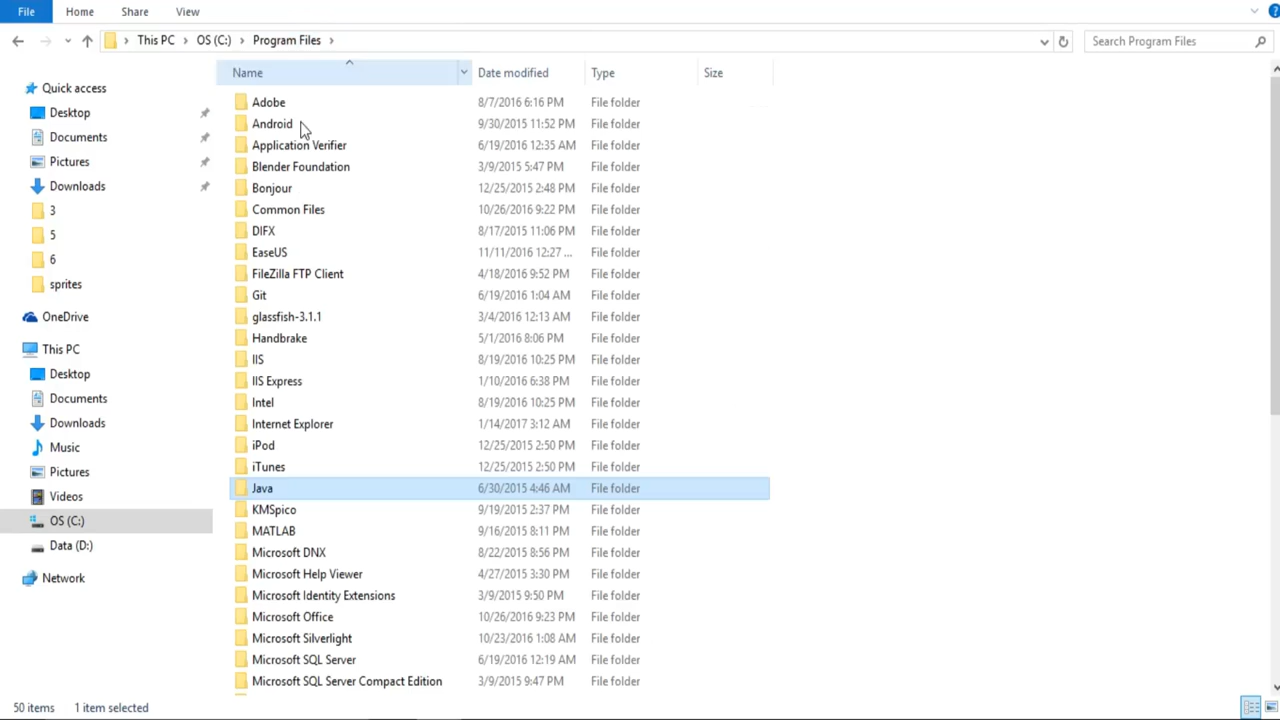 File Home Share View
This PC OS (C:) Program Files Search Program Files
Name Date modified Type Size
Quick access
Desktop
Documents
Pictures
Downloads
3
5
6
sprites
OneDrive
This PC
Desktop
Documents
Downloads
Music
Pictures
Videos
OS (C:)
Data (D:)
Network
Adobe 8/7/2016 6:16 PM File folder
Android 9/30/2015 11:52 PM File folder
Application Verifier 6/19/2016 12:35 AM File folder
Blender Foundation 3/9/2015 5:47 PM File folder
Bonjour 12/25/2015 2:48 PM File folder
Common Files 10/26/2016 9:22 PM File folder
DIFX 8/17/2015 11:06 PM File folder
EaseUS 11/11/2016 12:27 ... File folder
FileZilla FTP Client 4/18/2016 9:52 PM File folder
Git 6/19/2016 1:04 AM File folder
glassfish-3.1.1 3/4/2016 12:13 AM File folder
Handbrake 5/1/2016 8:06 PM File folder
IIS 8/19/2016 10:25 PM File folder
IIS Express 1/10/2016 6:38 PM File folder
Intel 8/19/2016 10:25 PM File folder
Internet Explorer 1/14/2017 3:12 AM File folder
iPod 12/25/2015 2:50 PM File folder
iTunes 12/25/2015 2:50 PM File folder
Java 6/30/2015 4:46 AM File folder
KMSpico 9/19/2015 2:37 PM File folder
MATLAB 9/16/2015 8:11 PM File folder
Microsoft DNX 8/22/2015 8:56 PM File folder
Microsoft Help Viewer 4/27/2015 3:30 PM File folder
Microsoft Identity Extensions 3/9/2015 9:50 PM File folder
Microsoft Office 10/26/2016 9:23 PM File folder
Microsoft Silverlight 10/23/2016 1:08 AM File folder
Microsoft SQL Server 6/19/2016 12:19 AM File folder
Microsoft SQL Server Compact Edition 3/9/2015 9:47 PM File folder
50 items 1 item selected